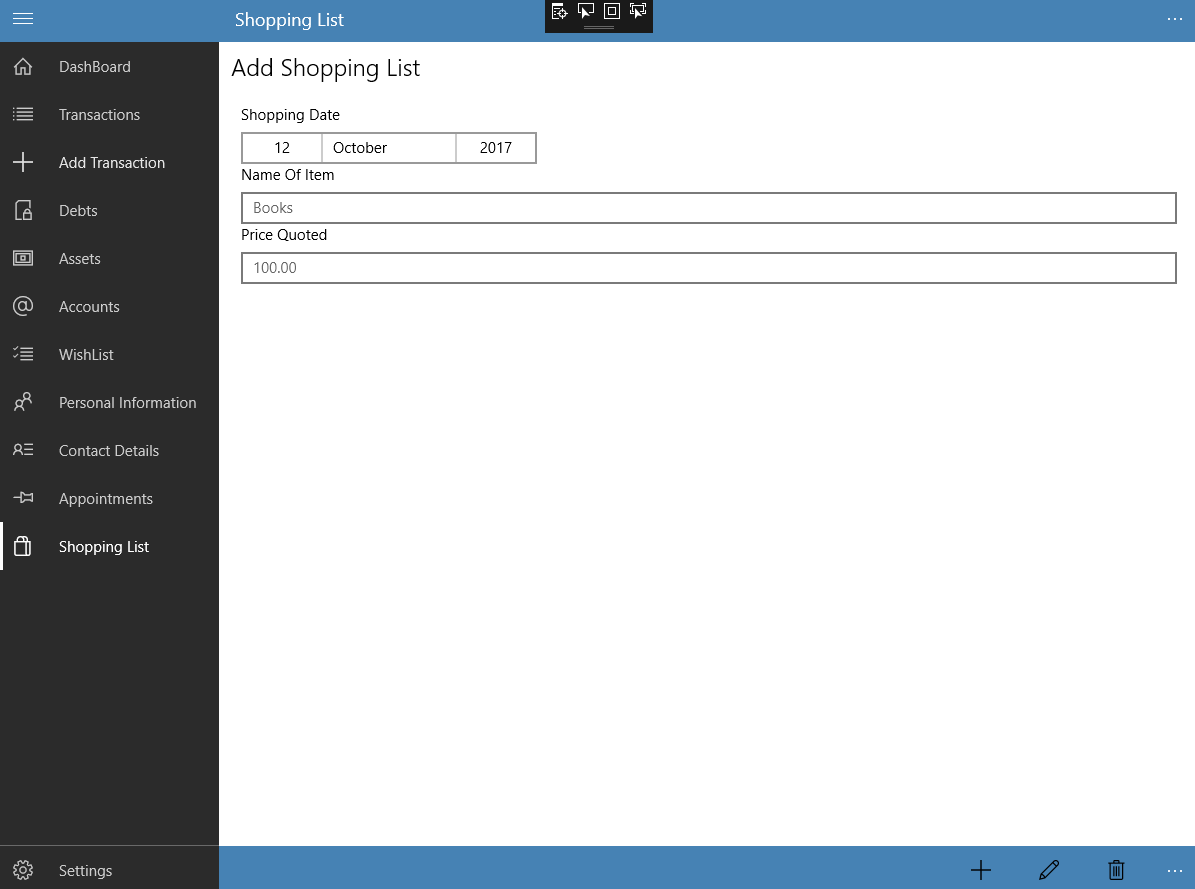 Shopping List
DashBoard
Transactions
Add Transaction
Debts
Assets
Accounts
WishList
Personal Information
Contact Details
Appointments
Shopping List
Settings
Add Shopping List
Shopping Date
12 October 2017
Name Of Item
Books
Price Quoted
100.00